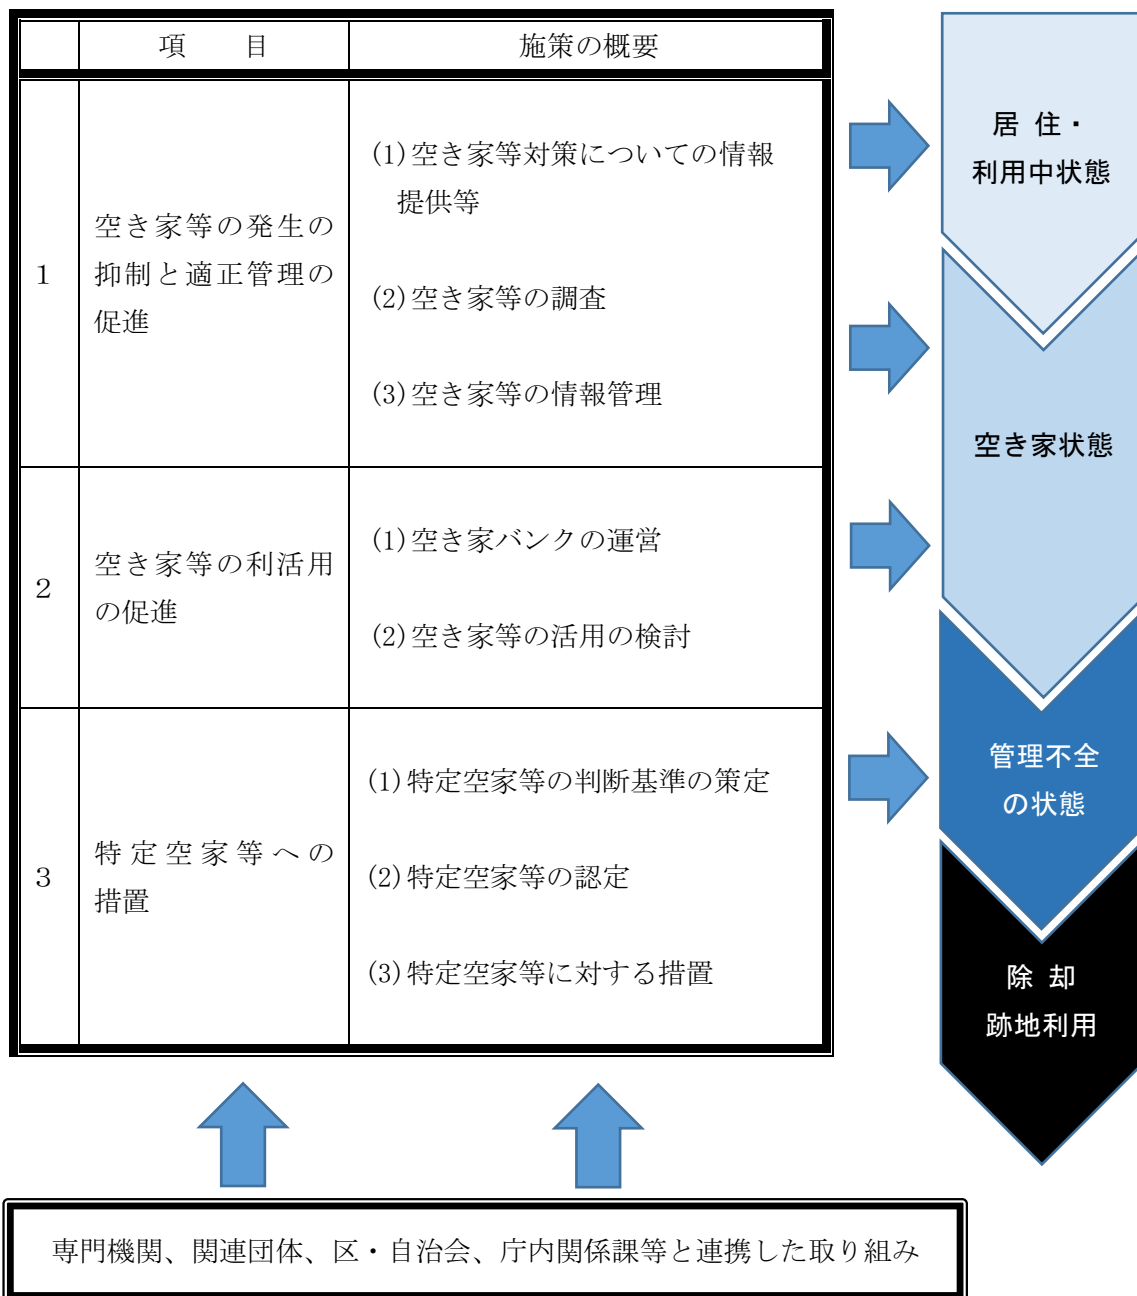 項　　目
施策の概要
1
空き家等の発生の
抑制と適正管理の
促進
(1)空き家等対策についての情報
提供等
(2)空き家等の調査
(3)空き家等の情報管理
2
空き家等の利活用
の促進
(1)空き家バンクの運営
(2)空き家等の活用の検討
3
特定空家等への
措置
(1)特定空家等の判断基準の策定
(2)特定空家等の認定
(3)特定空家等に対する措置
居 住・
利用中状態
空き家状態
管理不全
の状態
除 却
跡地利用
専門機関、関連団体、区・自治会、庁内関係課等と連携した取り組み